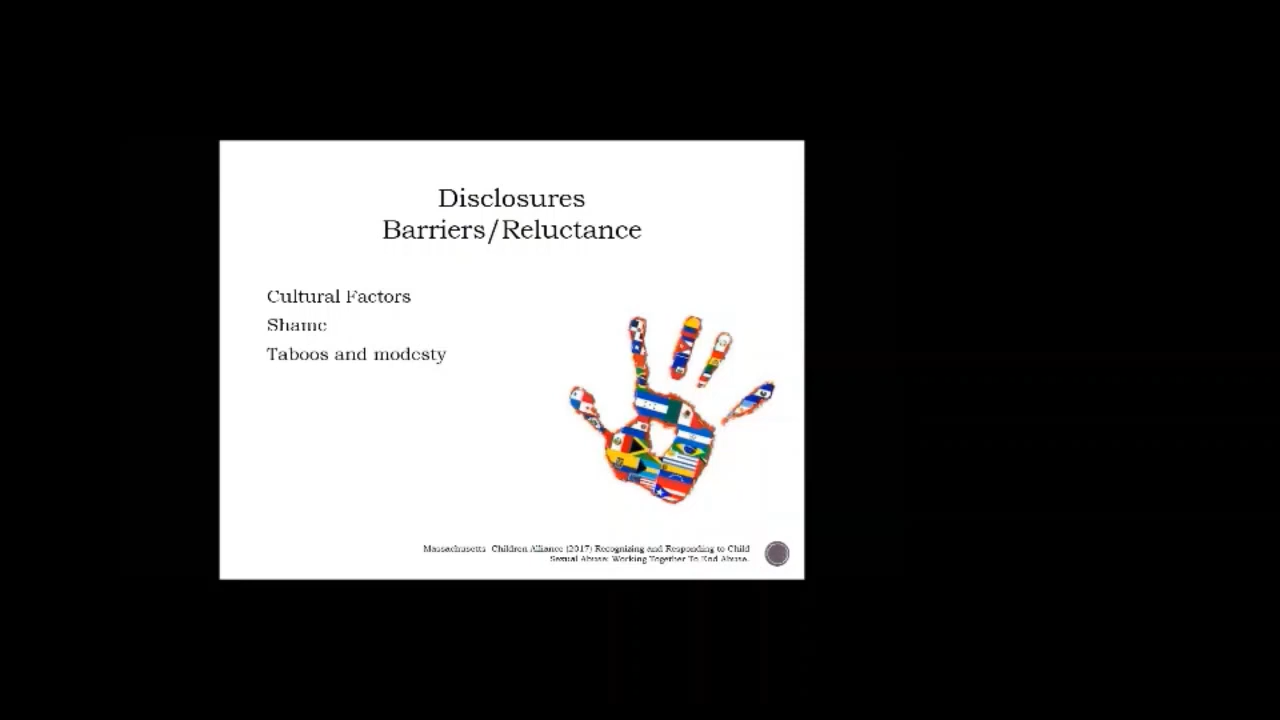 Disclosures
Barriers/Reluctance
Cultural Factors
Shame
Taboos and modesty
Massachusetts Children Alliance (2017) Recognizing and Responding to Child
Sexual Abuse: Working Together To End Abuse.